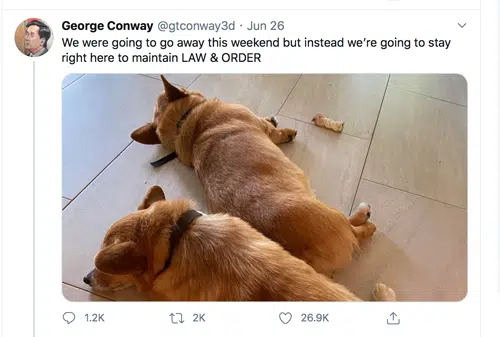 George Conway @gtconway3d · Jun 26
We were going to go away this weekend but instead we're going to stay
right here to maintain LAW & ORDER
1.2K 2K 26.9K